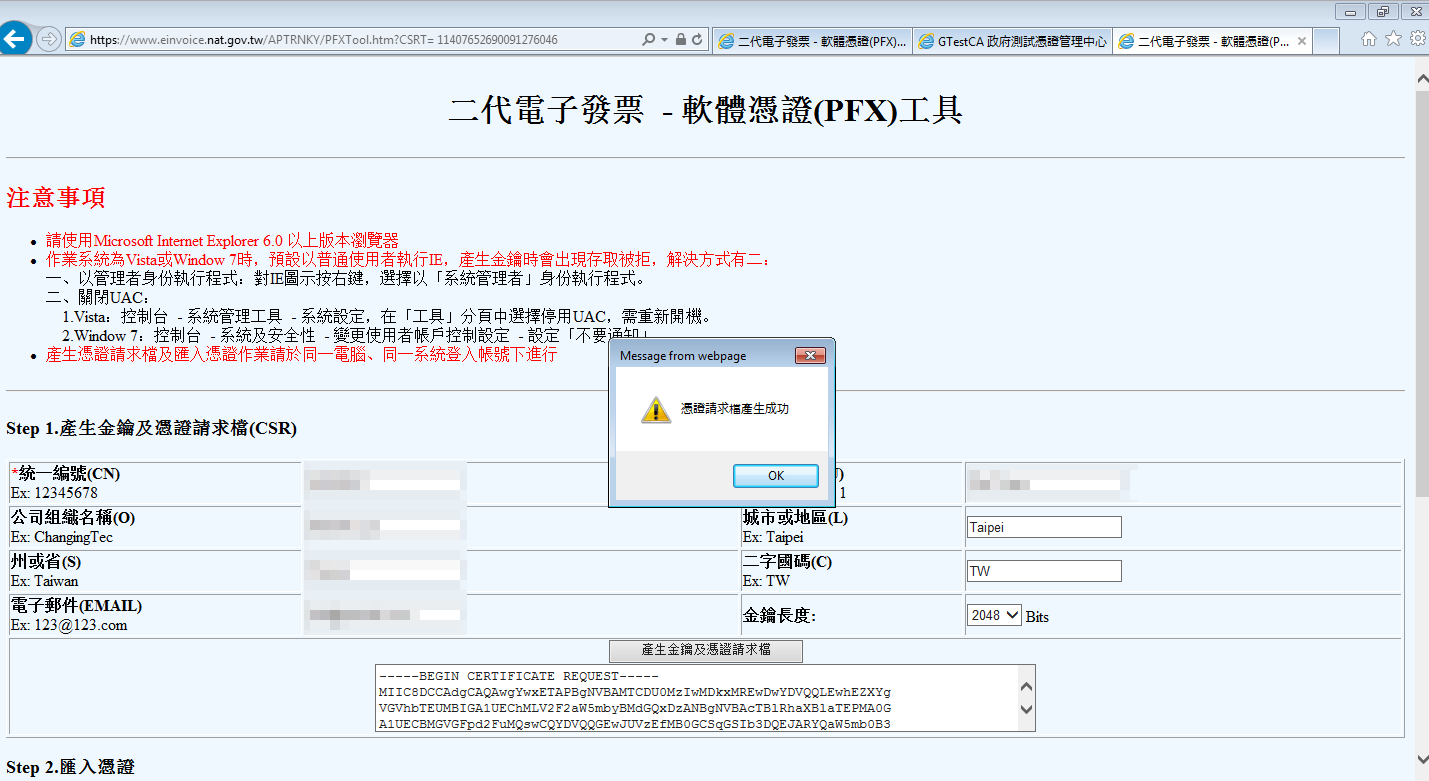 https://www.einvoice.nat.gov.tw/APTRNKY/PFXTool.htm?CSRT= 11407652690091276046
二代電子發票 - 軟體憑證(PFX)...
GTestCA 政府測試憑證管理中心
二代電子發票 - 軟體憑證(P...
二代電子發票 - 軟體憑證(PFX)工具
注意事項
請使用Microsoft Internet Explorer 6.0 以上版本瀏覽器
作業系統為Vista或Window 7時，預設以普通使用者執行IE，產生金鑰時會出現存取被拒，解決方式有二：
一、以管理者身份執行程式：對IE圖示按右鍵，選擇以「系統管理者」身份執行程式。
二、關閉UAC：
1.Vista：控制台 - 系統管理工具 - 系統設定，在「工具」分頁中選擇停用UAC，需重新開機。
2.Window 7：控制台 - 系統及安全性 - 變更使用者帳戶控制設定 - 設定「不要通知」
產生憑證請求檔及匯入憑證作業請於同一電腦、同一系統登入帳號下進行
Message from webpage
憑證請求檔產生成功
OK
Step 1.產生金鑰及憑證請求檔(CSR)
*統一編號(CN)
)
Ex: 12345678
1
公司組織名稱(O)
城市或地區(L)
Taipei
Ex: ChangingTec
Ex: Taipei
州或省(S)
二字國碼(C)
TW
Ex: Taiwan
Ex: TW
電子郵件(EMAIL)
金鑰長度:
2048
Bits
Ex: 123@123.com
產生金鑰及憑證請求檔
-----BEGIN CERTIFICATE REQUEST-----
MIIC8DCCAdgCAQAwgYwxETAPBgNVBAMTCDU0MzIwMDkxMREwDwYDVQQLEwhEZXYg
VGVhbTEUMBIGA1UEChMLV2F2aW5mbyBMdGQxDzANBgNVBAcTBlRhaXBlaTEPMA0G
A1UECBMGVGFpd2FuMQswCQYDVQQGEwJUVzEfMB0GCSqGSIb3DQEJARYQaW5mb0B3
Step 2.匯入憑證